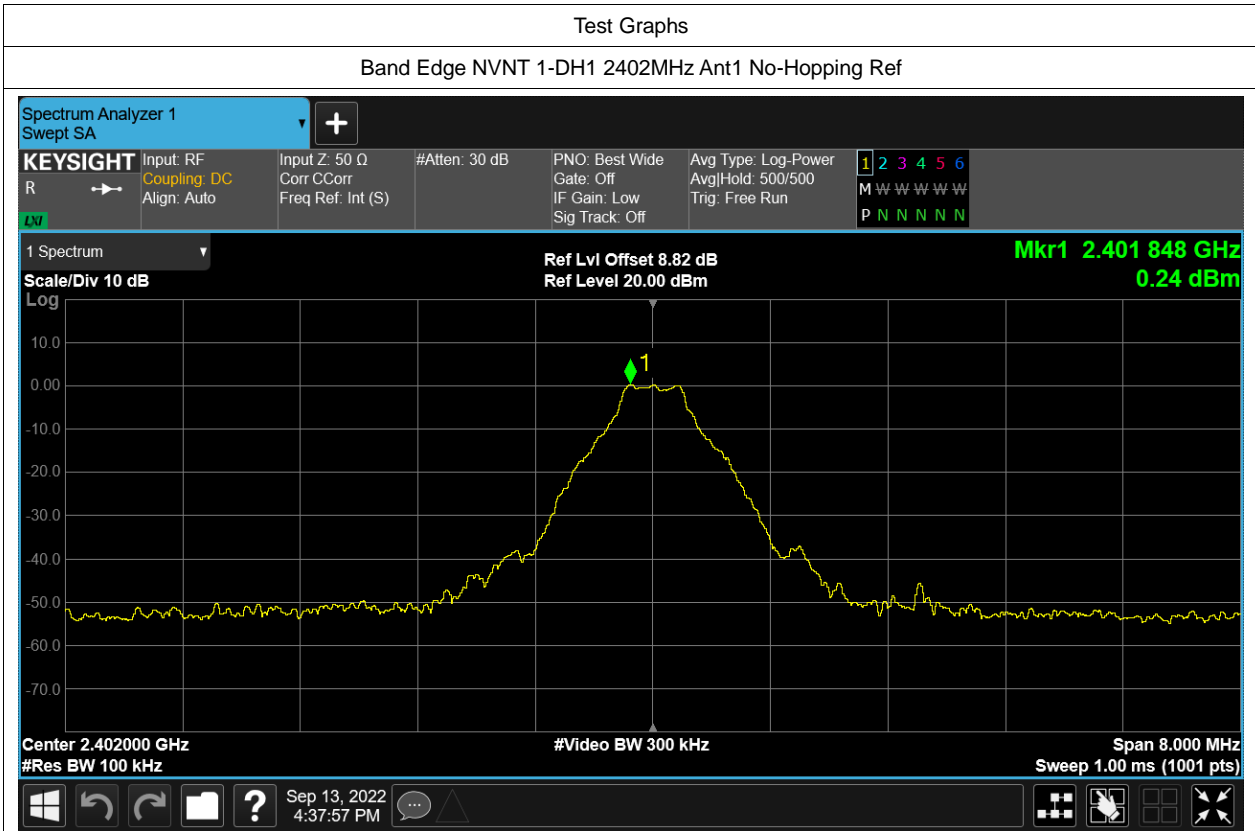 Test Graphs
Band Edge NVNT 1-DH1 2402MHz Ant1 No-Hopping Ref
Spectrum Analyzer 1
Swept SA
KEYSIGHT
R
LXI
Input: RF
Coupling: DC
Align: Auto
Input Z: 50 Ω
Corr CCorr
Freq Ref: Int (S)
#Atten: 30 dB
PNO: Best Wide
Gate: Off
IF Gain: Low
Sig Track: Off
Avg Type: Log-Power
Avg|Hold: 500/500
Trig: Free Run
1 2 3 4 5 6
M W W W W W
P N N N N N
1 Spectrum
Scale/Div 10 dB
Ref Lvl Offset 8.82 dB
Ref Level 20.00 dBm
Mkr1 2.401 848 GHz
0.24 dBm
Log
10.0
0.00
-10.0
-20.0
-30.0
-40.0
-50.0
-60.0
-70.0
1
Center 2.402000 GHz
#Res BW 100 kHz
#Video BW 300 kHz
Span 8.000 MHz
Sweep 1.00 ms (1001 pts)
?
Sep 13, 2022
4:37:57 PM